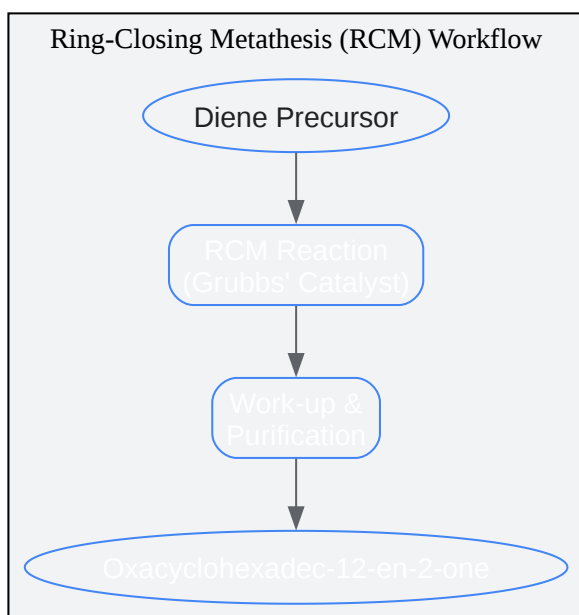 Ring-Closing Metathesis (RCM) Workflow
Diene Precursor
RCM Reaction
(Grubbs' Catalyst)
Work-up &
Purification
Oxacyclohexadec-12-en-2-one